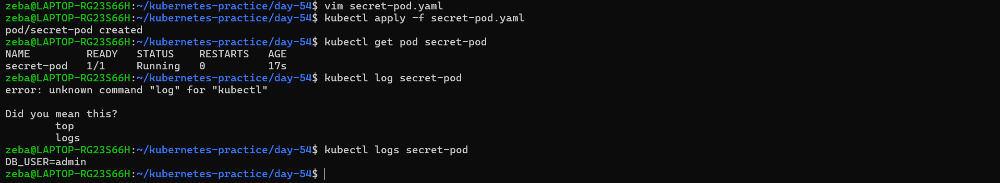 zeba@LAPTOP-RG23S66H:~/kubernetes-practice/day-54$ vim secret-pod.yaml
zeba@LAPTOP-RG23S66H:~/kubernetes-practice/day-54$ kubectl apply -f secret-pod.yaml
pod/secret-pod created
zeba@LAPTOP-RG23S66H:~/kubernetes-practice/day-54$ kubectl get pod secret-pod
NAME         READY   STATUS    RESTARTS   AGE
secret-pod   1/1     Running   0          17s
zeba@LAPTOP-RG23S66H:~/kubernetes-practice/day-54$ kubectl log secret-pod
error: unknown command "log" for "kubectl"

Did you mean this?
        top
        logs
zeba@LAPTOP-RG23S66H:~/kubernetes-practice/day-54$ kubectl logs secret-pod
DB_USER=admin
zeba@LAPTOP-RG23S66H:~/kubernetes-practice/day-54$